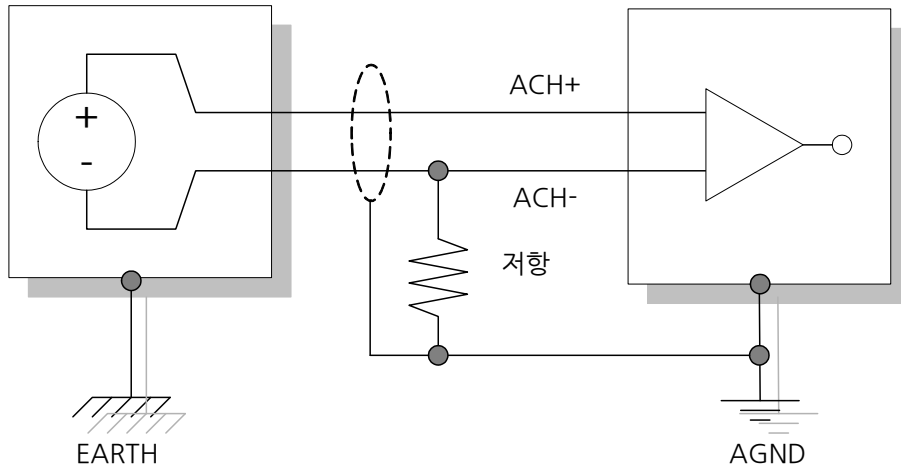 ACH+
+
-
ACH-
저항
EARTH
AGND